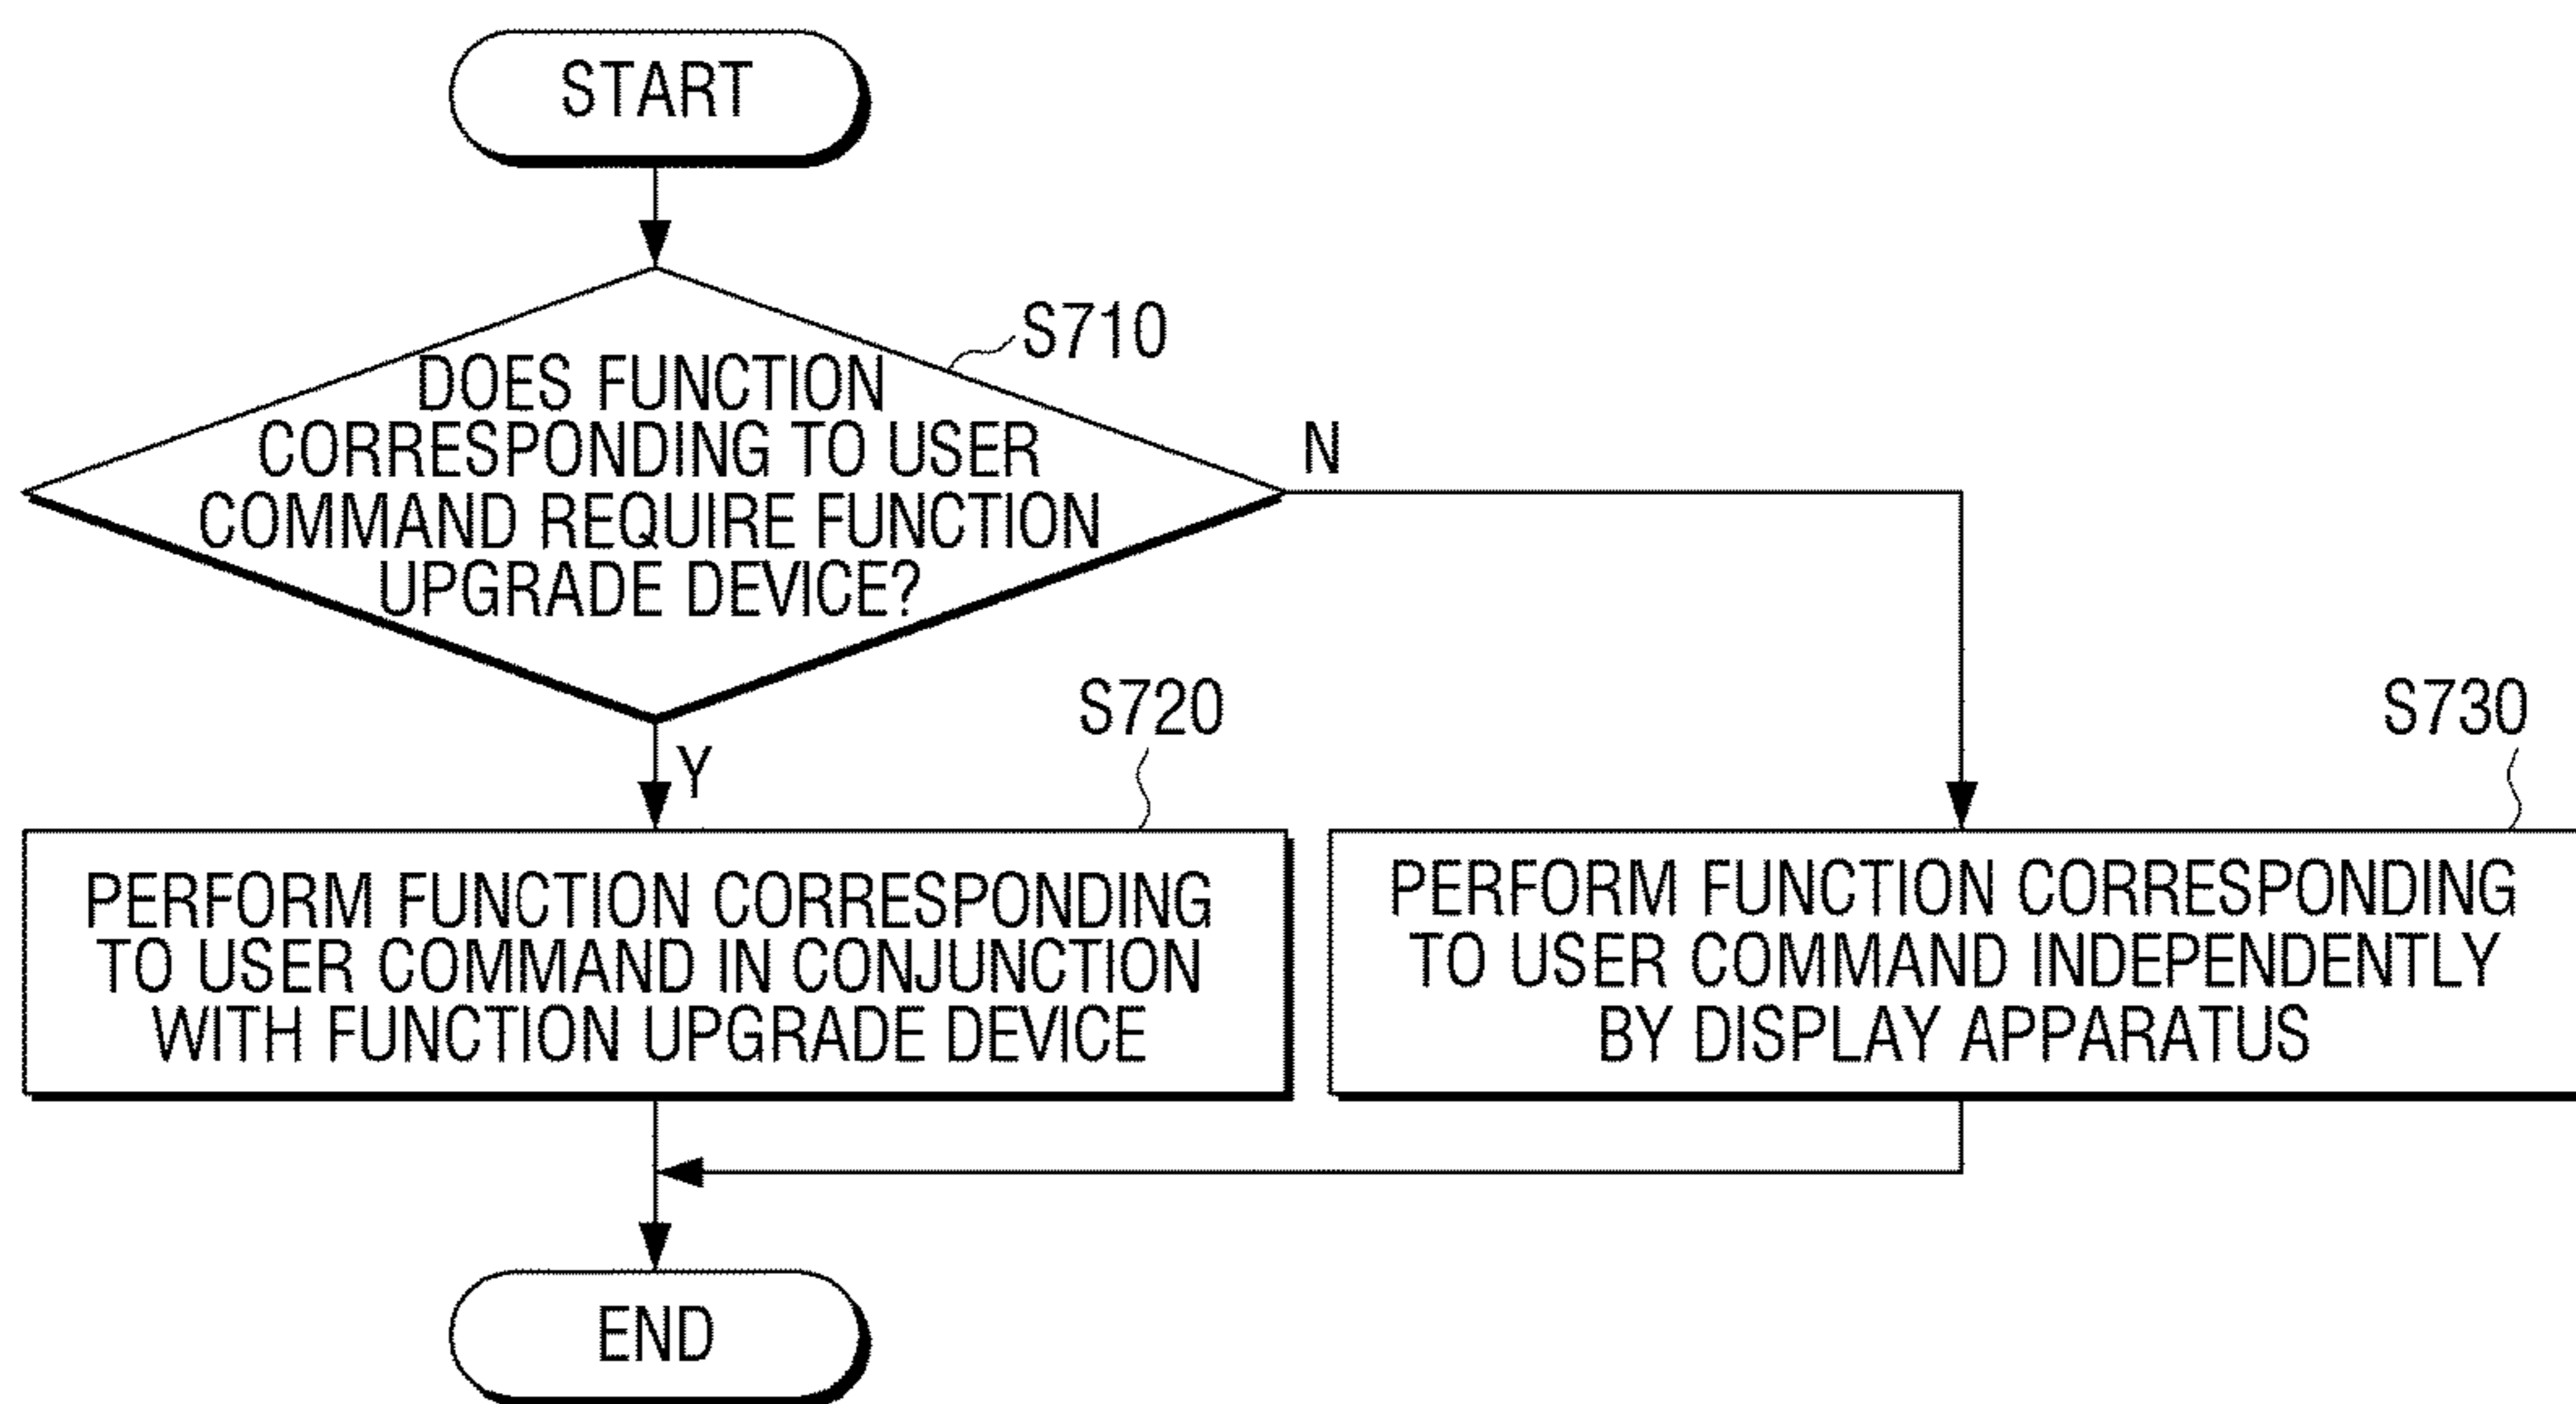 START
S710
DOES FUNCTION
CORRESPONDING TO USER
COMMAND REQUIRE FUNCTION
UPGRADE DEVICE?
N
Y
S720
S730
PERFORM FUNCTION CORRESPONDING
TO USER COMMAND IN CONJUNCTION
WITH FUNCTION UPGRADE DEVICE
PERFORM FUNCTION CORRESPONDING
TO USER COMMAND INDEPENDENTLY
BY DISPLAY APPARATUS
END